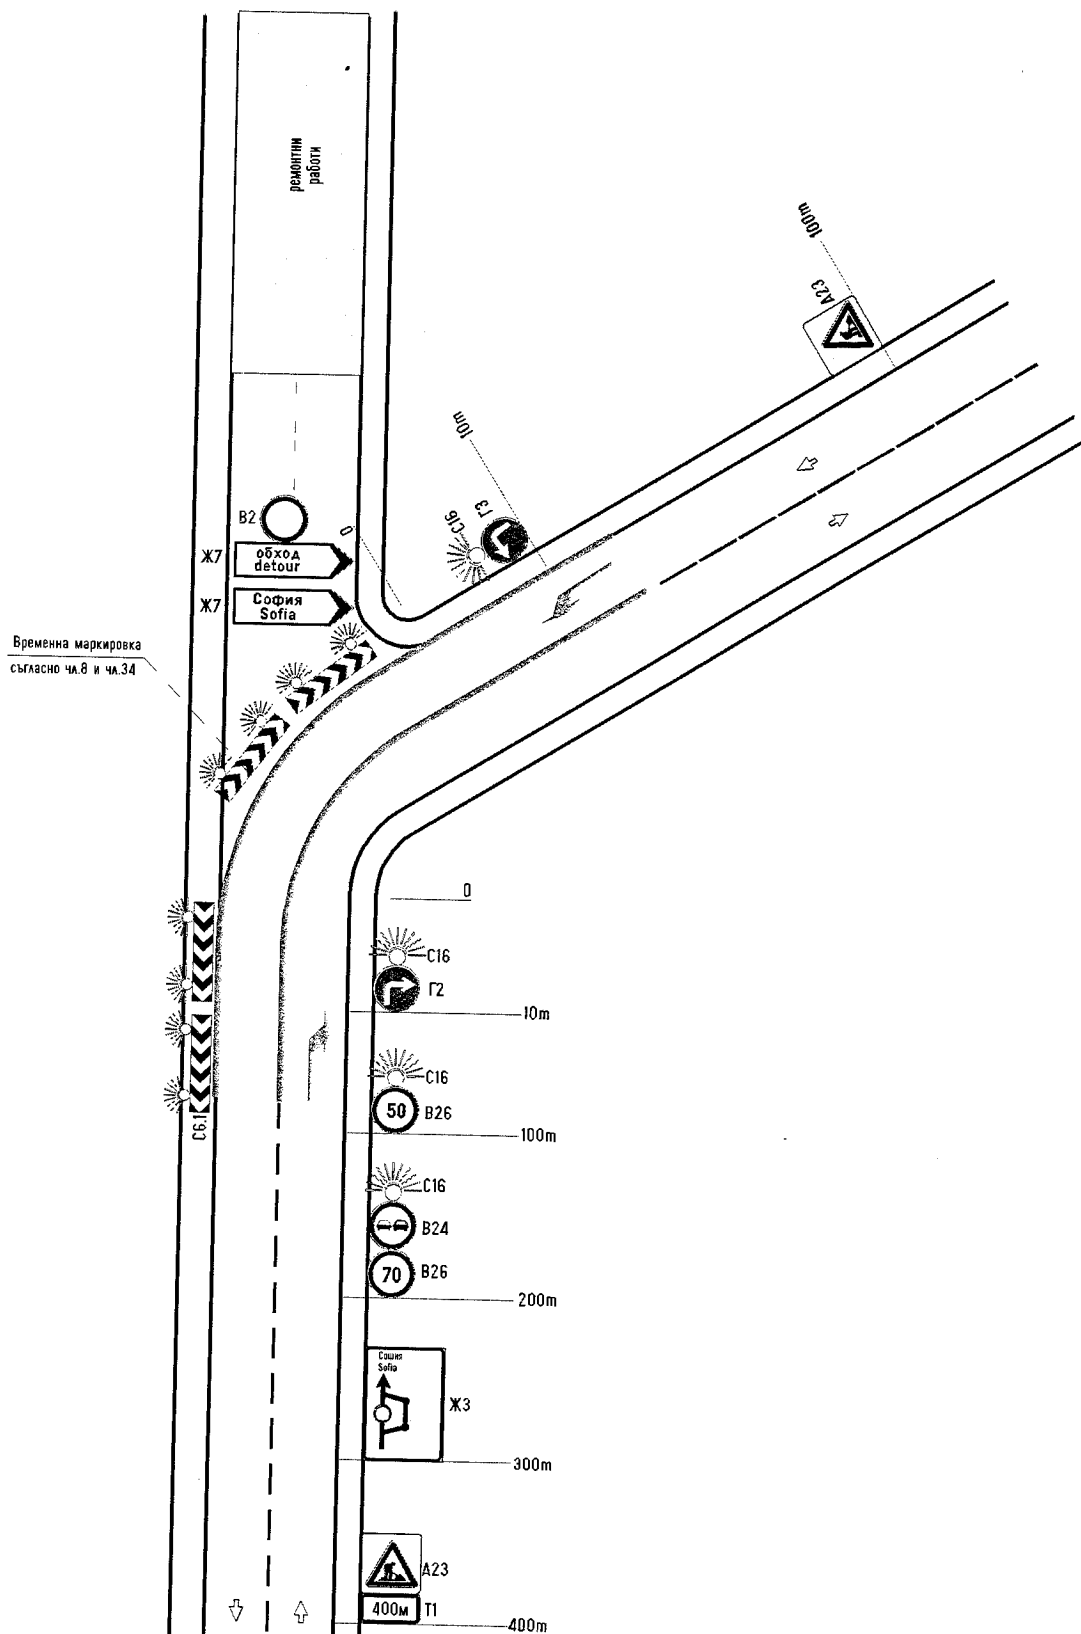 ремонтни
работи
100m
А23
10m
С16
Г3
В2
0
Ж7
обход
detour
Ж7
София
Sofia
Временна маркировка
съгласно чл.8 и чл.34
0
С16
Г2
10m
С16
50
В26
С6.1
100m
С16
В24
70
В26
200m
Sofia
Ж3
300m
А23
400м
Т1
400m